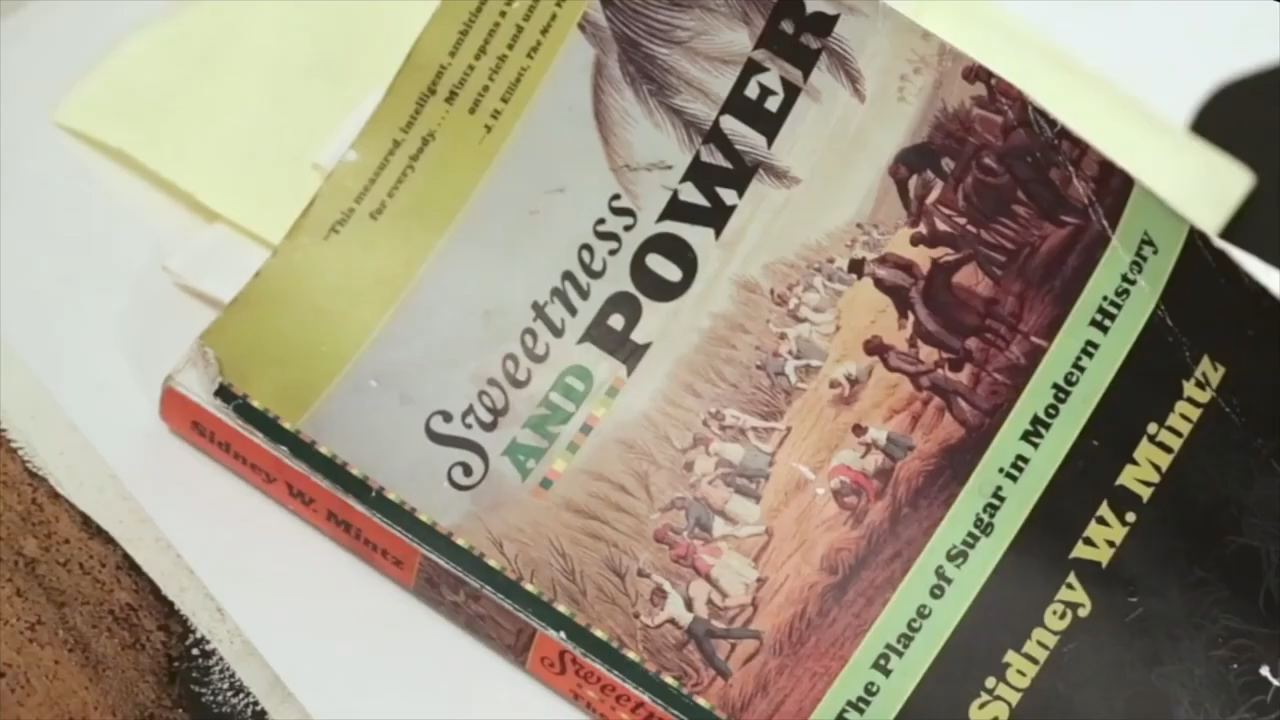 "This measured, intelligent, ambitious
for everybody. . . . Mintz opens a
onto rich and
—J. H. Elliott, The New
Sweetness
AND
POWER
The Place of Sugar in Modern History
Sidney W. Mintz
Sidney W. Mintz